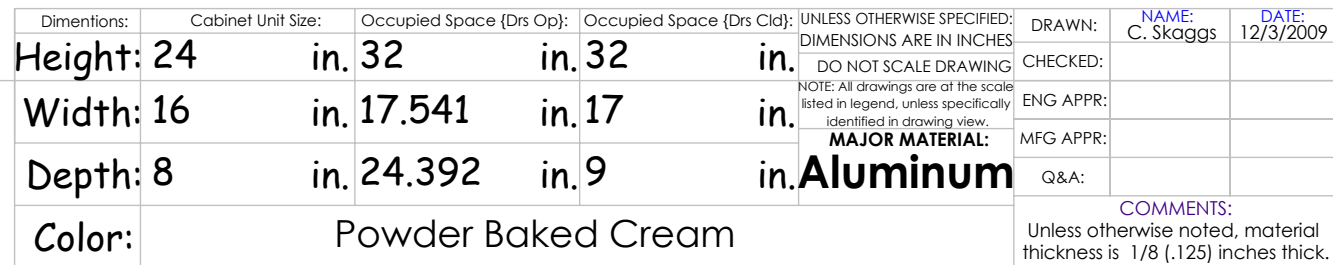 Dimentions: Cabinet Unit Size: Occupied Space {Drs Op}: Occupied Space {Drs Cld}:
Height: 24 in. 32 in. 32 in.
Width: 16 in. 17.541 in. 17 in.
Depth: 8 in. 24.392 in. 9 in.
Color: Powder Baked Cream
UNLESS OTHERWISE SPECIFIED:
DIMENSIONS ARE IN INCHES
DO NOT SCALE DRAWING
NOTE: All drawings are at the scale
listed in legend, unless specifically
identified in drawing view.
MAJOR MATERIAL:
Aluminum
NAME: DATE:
DRAWN: C. Skaggs 12/3/2009
CHECKED:
ENG APPR:
MFG APPR:
Q&A:
COMMENTS:
Unless otherwise noted, material
thickness is 1/8 (.125) inches thick.